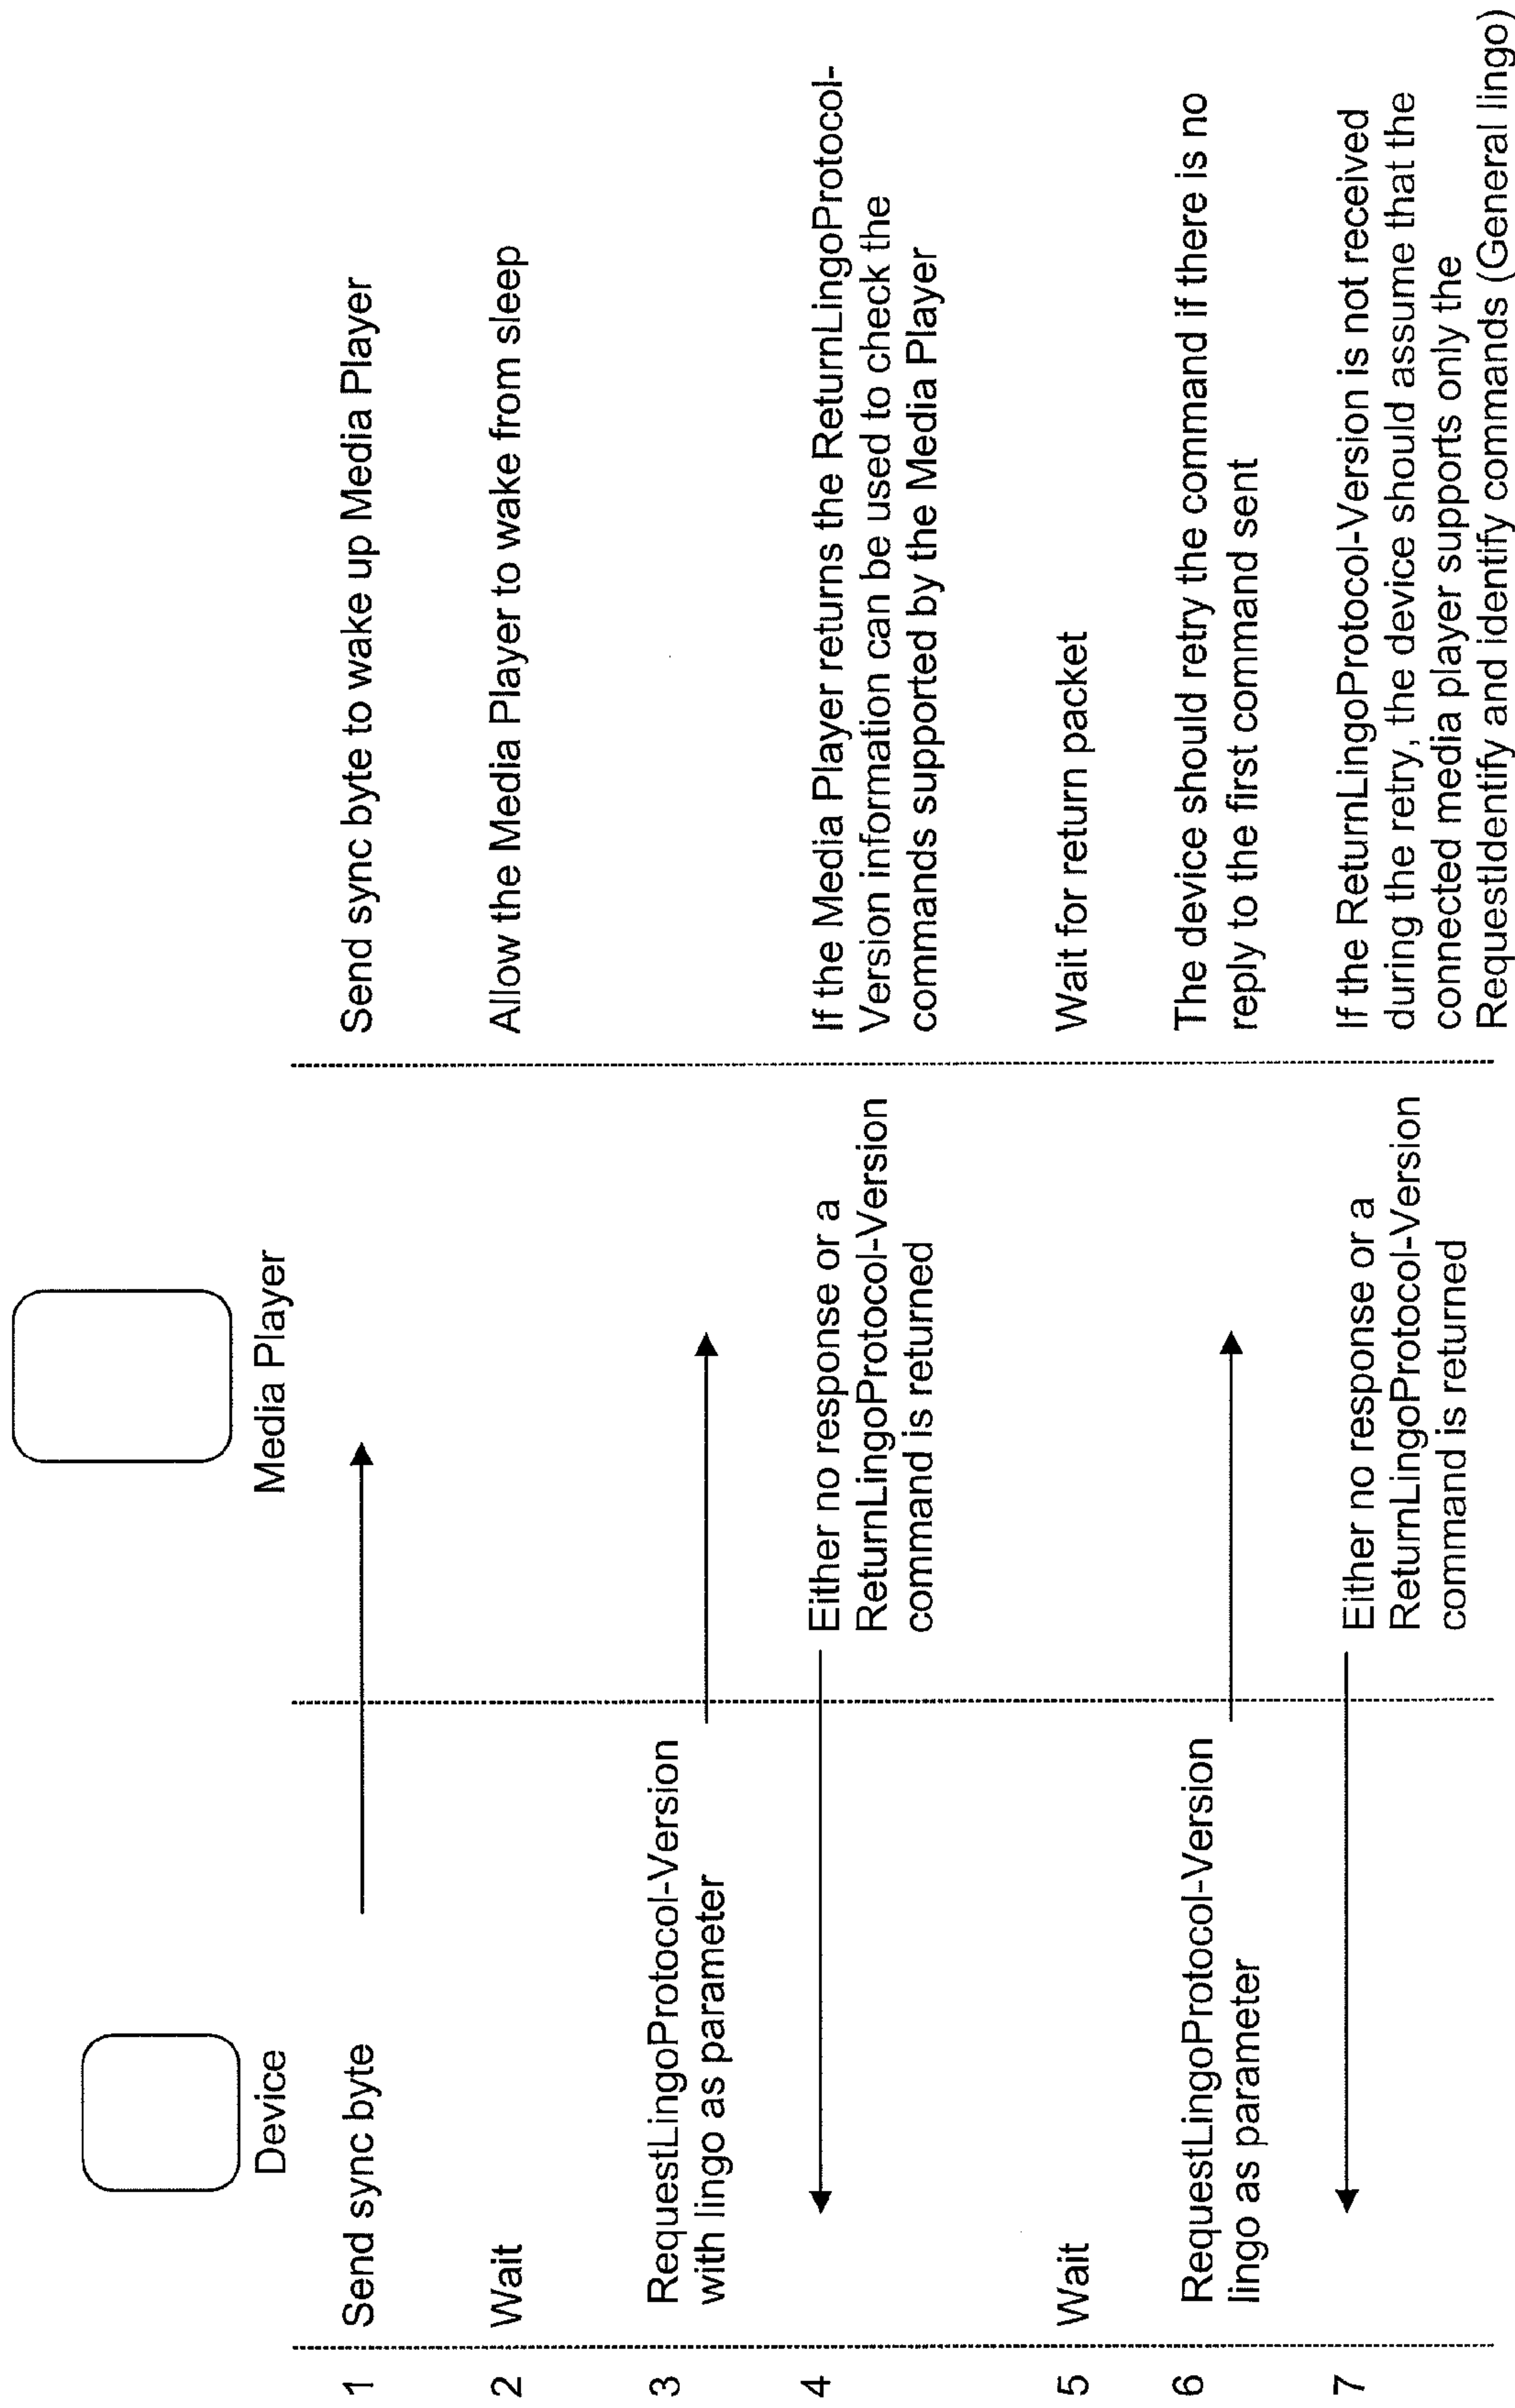 Device
Media Player
1
Send sync byte
Send sync byte to wake up Media Player
2
Wait
Allow the Media Player to wake from sleep
3
RequestLingoProtocol-Version
with lingo as parameter
4
Either no response or a
ReturnLingoProtocol-Version
command is returned
If the Media Player returns the ReturnLingoProtocol-
Version information can be used to check the
commands supported by the Media Player
5
Wait
Wait for return packet
6
RequestLingoProtocol-Version
lingo as parameter
The device should retry the command if there is no
reply to the first command sent
7
Either no response or a
ReturnLingoProtocol-Version
command is returned
If the ReturnLingoProtocol-Version is not received
during the retry, the device should assume that the
connected media player supports only the
RequestIdentify and identify commands (General lingo)